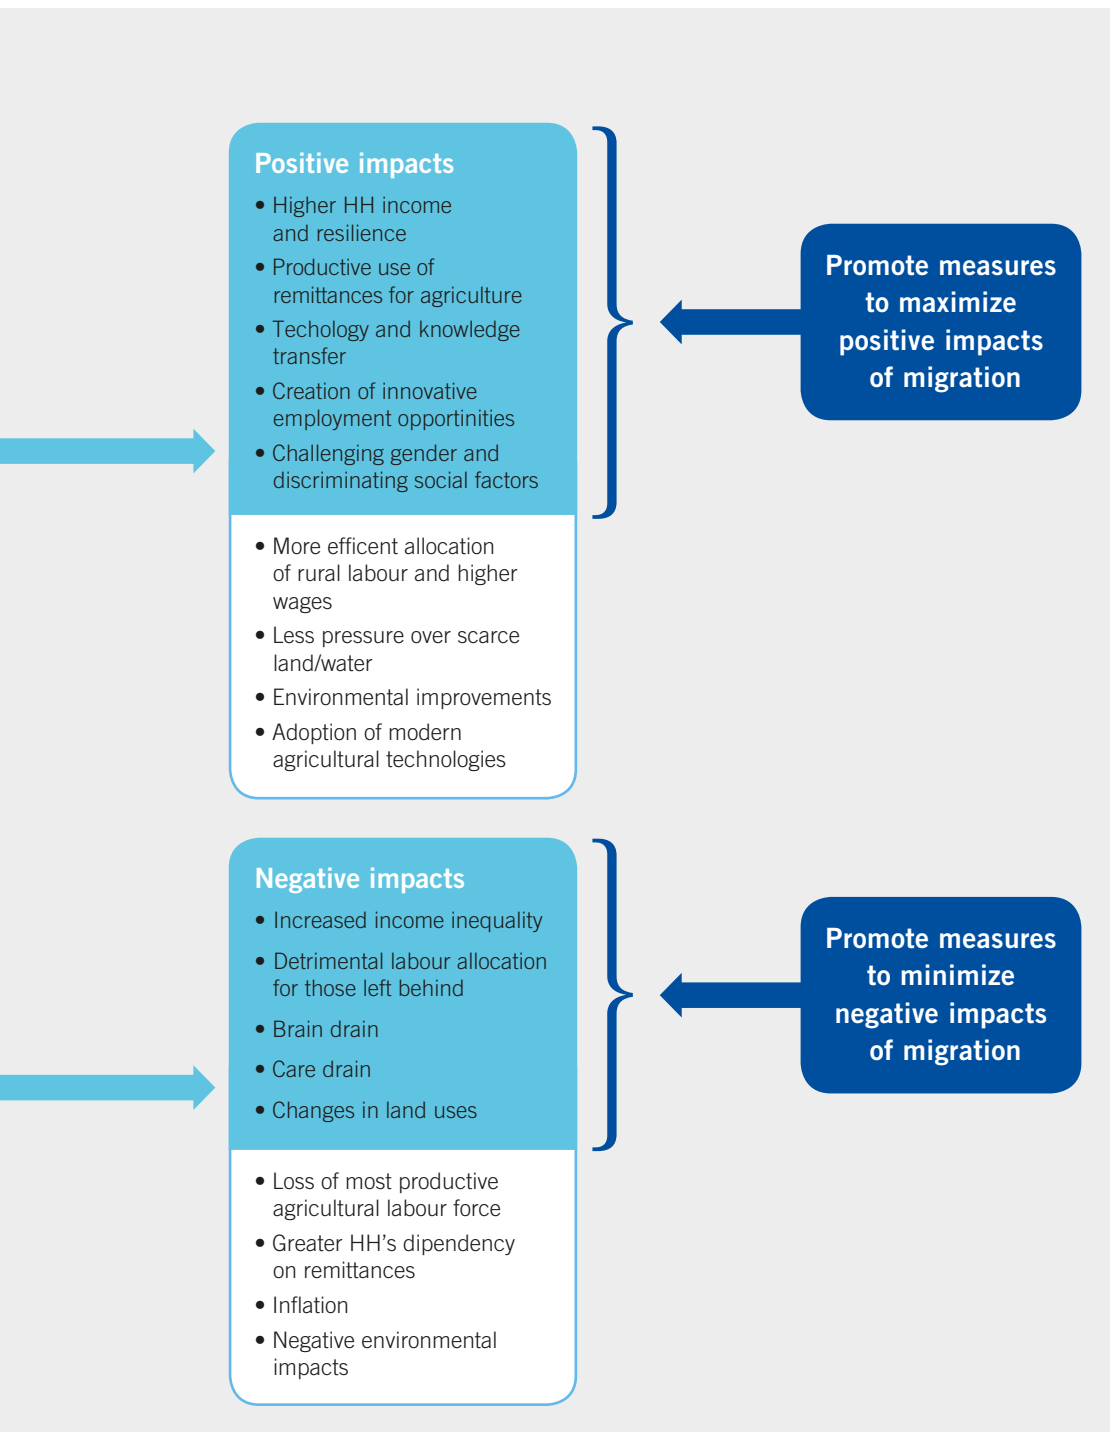 Positive impacts
• Higher HH income
and resilience
• Productive use of
remittances for agriculture
• Techology and knowledge
transfer
• Creation of innovative
employment opportinities
• Challenging gender and
discriminating social factors
• More efficent allocation
of rural labour and higher
wages
• Less pressure over scarce
land/water
• Environmental improvements
• Adoption of modern
agricultural technologies
Promote measures
to maximize
positive impacts
of migration
Negative impacts
• Increased income inequality
• Detrimental labour allocation
for those left behind
• Brain drain
• Care drain
• Changes in land uses
• Loss of most productive
agricultural labour force
• Greater HH's dipendency
on remittances
• Inflation
• Negative environmental
impacts
Promote measures
to minimize
negative impacts
of migration